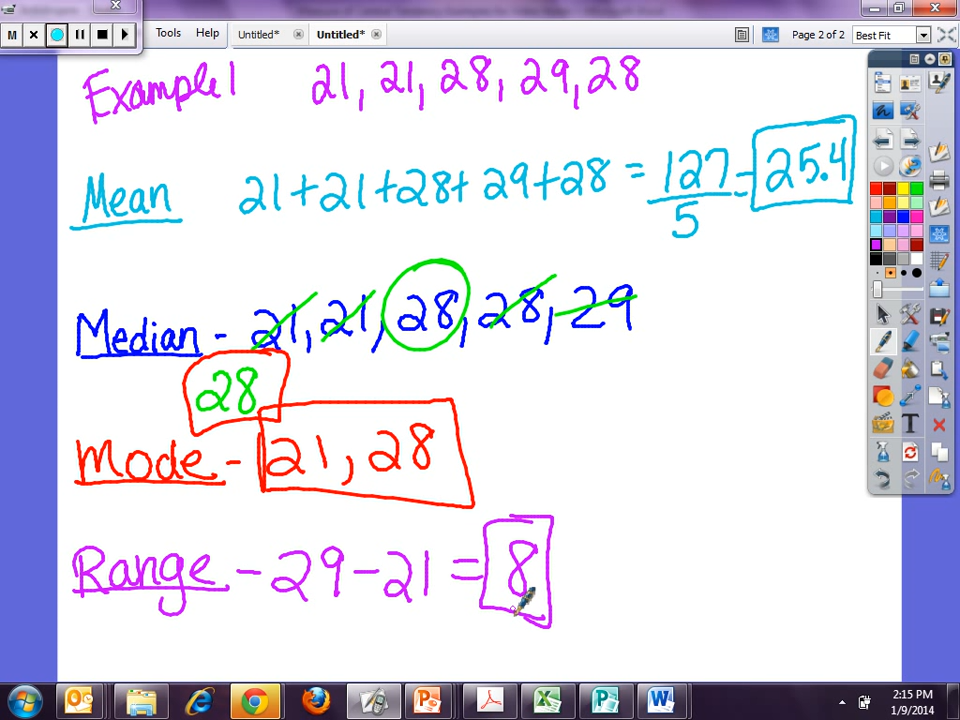 M
Tools Help Untitled* Untitled* Page 2 of 2 Best Fit
Example 1 21, 21, 28, 29, 28
Mean 21+21+28+29+28 = 127/5 = 25.4
Median - 21, 21, 28, 28, 29
28
Mode - 21, 28
Range - 29 - 21 = 8
T
2:15 PM
1/9/2014